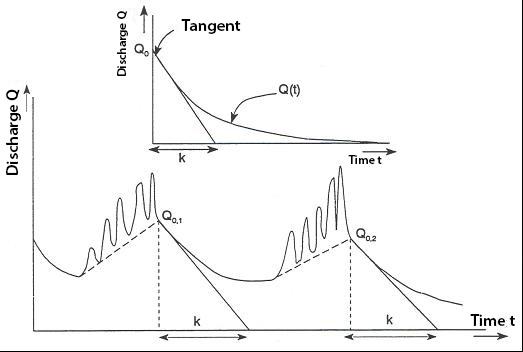 Discharge Q
Tangent
Q₀
Q(t)
k
Time t
Discharge Q
Q₀,₁
Q₀,₂
k
k
Time t